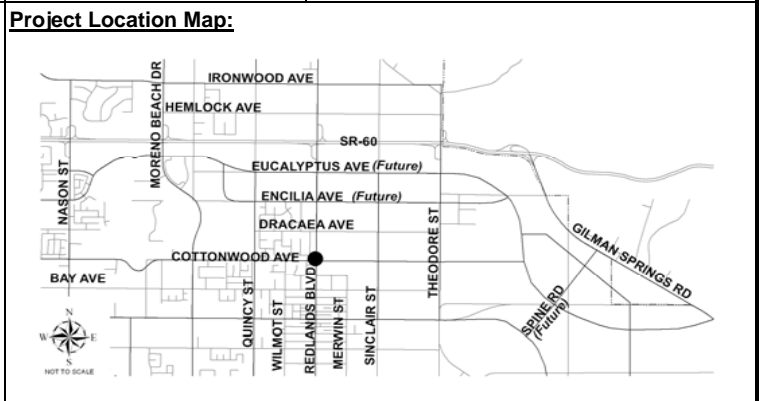 Project Location Map:
IRONWOOD AVE
MORENO BEACH DR
HEMLOCK AVE
SR-60
EUCALYPTUS AVE (Future)
NASON ST
ENCILIA AVE (Future)
DRACAEA AVE
THEODORE ST
COTTONWOOD AVE
GILMAN SPRINGS RD
BAY AVE
QUINCY ST
WILMOT ST
REDLANDS BLVD
MERWIN ST
SINCLAIR ST
SPINE RD
(Future)
N
W E
S
NOT TO SCALE